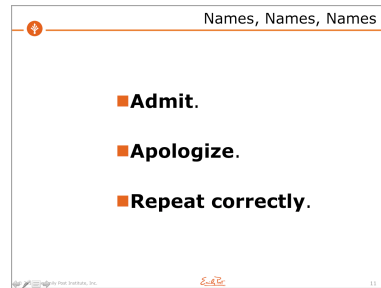 Names, Names, Names
Admit.
Apologize.
Repeat correctly.
Post Institute, Inc.
11